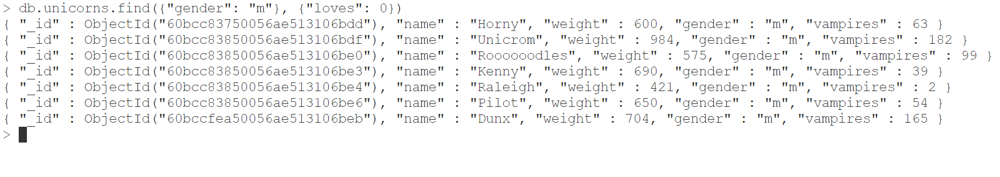 > db.unicorns.find({"gender": "m"}, {"loves": 0})
{ "_id" : ObjectId("60bcc83750056ae513106bdd"), "name" : "Horny", "weight" : 600, "gender" : "m", "vampires" : 63 }
{ "_id" : ObjectId("60bcc83850056ae513106bdf"), "name" : "Unicrom", "weight" : 984, "gender" : "m", "vampires" : 182 }
{ "_id" : ObjectId("60bcc83850056ae513106be0"), "name" : "Roooooodles", "weight" : 575, "gender" : "m", "vampires" : 99 }
{ "_id" : ObjectId("60bcc83850056ae513106be3"), "name" : "Kenny", "weight" : 690, "gender" : "m", "vampires" : 39 }
{ "_id" : ObjectId("60bcc83850056ae513106be4"), "name" : "Raleigh", "weight" : 421, "gender" : "m", "vampires" : 2 }
{ "_id" : ObjectId("60bcc83850056ae513106be6"), "name" : "Pilot", "weight" : 650, "gender" : "m", "vampires" : 54 }
{ "_id" : ObjectId("60bccfea50056ae513106beb"), "name" : "Dunx", "weight" : 704, "gender" : "m", "vampires" : 165 }
>